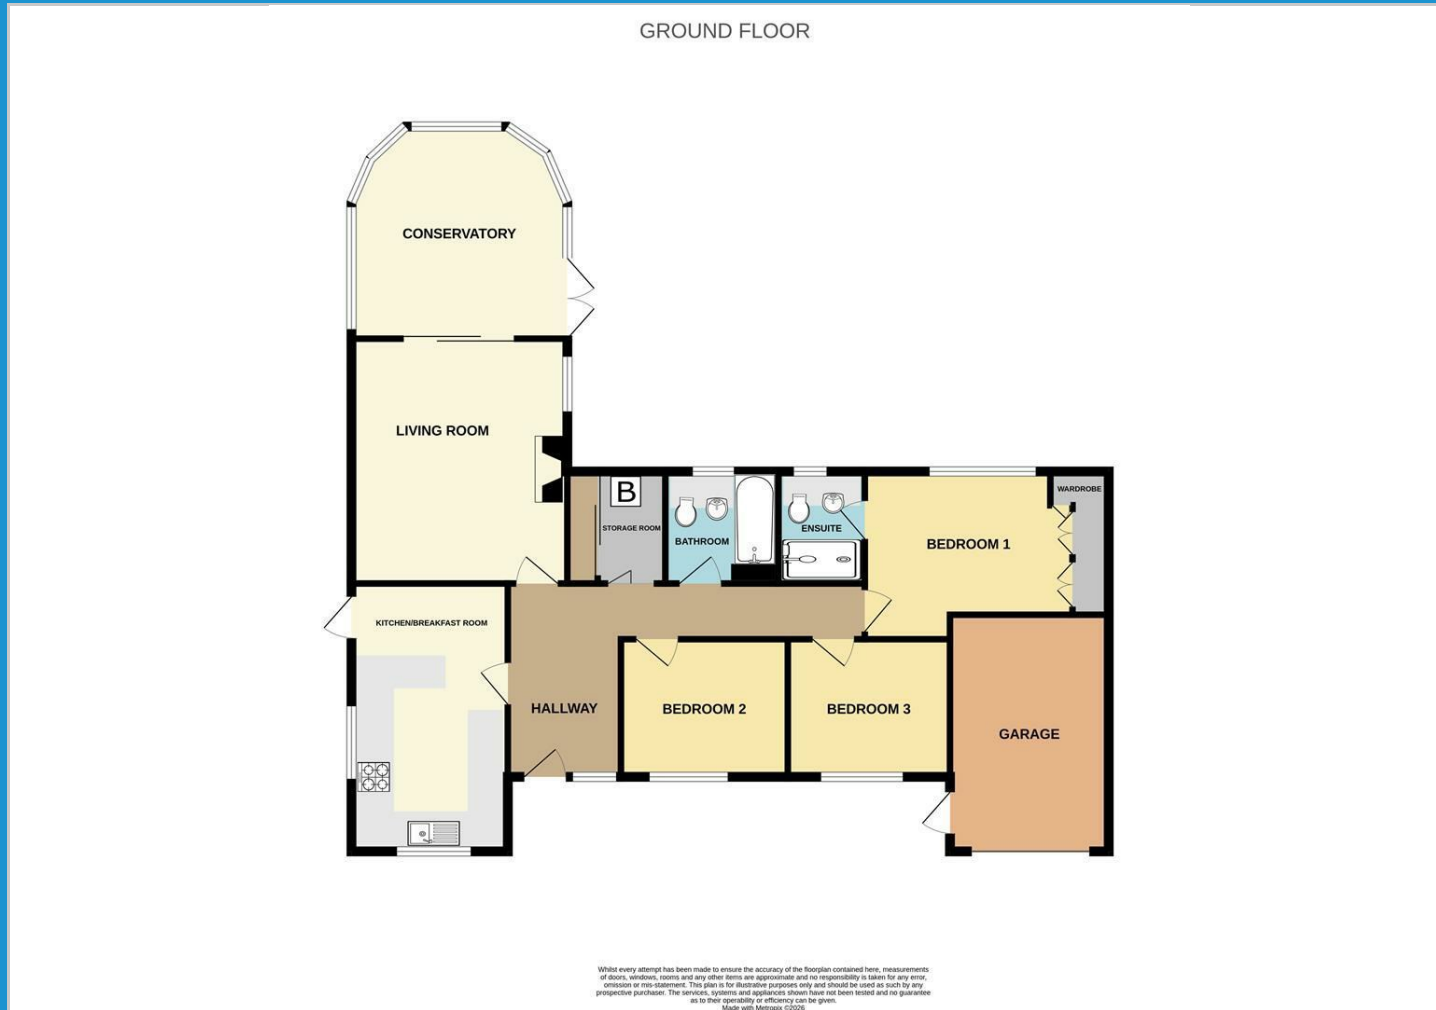 GROUND FLOOR
CONSERVATORY
LIVING ROOM
B
WARDROBE
STORAGE ROOM
ENSUITE
BATHROOM
BEDROOM 1
KITCHEN/BREAKFAST ROOM
HALLWAY
BEDROOM 2
BEDROOM 3
GARAGE
Whilst every attempt has been made to ensure the accuracy of the floorplan contained here, measurements
of doors, windows, rooms and any other items are approximate and no responsibility is taken for any error,
omission or mis-statement. This plan is for illustrative purposes only and should be used as such by any
prospective purchaser. The services, systems and appliances shown have not been tested and no guarantee
as to their operability or efficiency can be given.
Made with Metropix ©2026